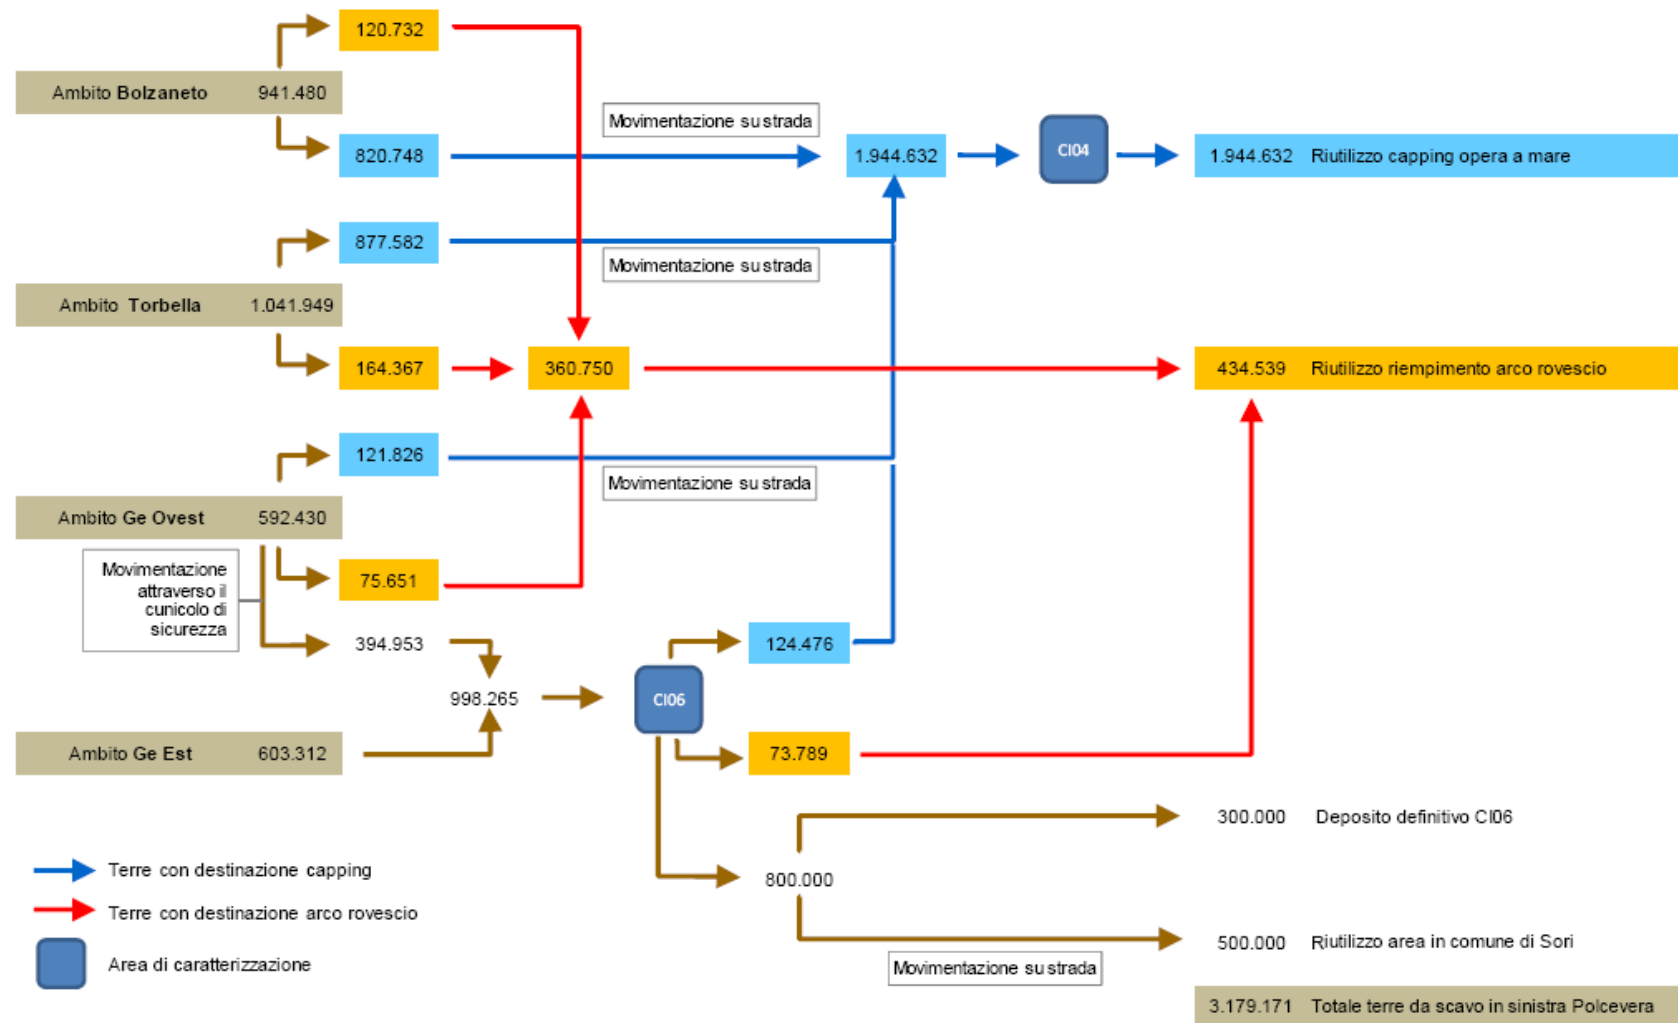 120.732
Ambito Bolzaneto 941.480
Movimentazione su strada
820.748
1.944.632
CI04
1.944.632 Riutilizzo capping opera a mare
877.582
Movimentazione su strada
Ambito Torbella 1.041.949
164.367
360.750
434.539 Riutilizzo riempimento arco rovescio
121.826
Movimentazione su strada
Ambito Ge Ovest 592.430
Movimentazione
attraverso il
cunicolo di
sicurezza
75.651
394.953
124.476
998.265
CI06
Ambito Ge Est 603.312
73.789
300.000 Deposito definitivo CI06
Terre con destinazione capping
800.000
Terre con destinazione arco rovescio
500.000 Riutilizzo area in comune di Sori
Area di caratterizzazione
Movimentazione su strada
3.179.171 Totale terre da scavo in sinistra Polcevera